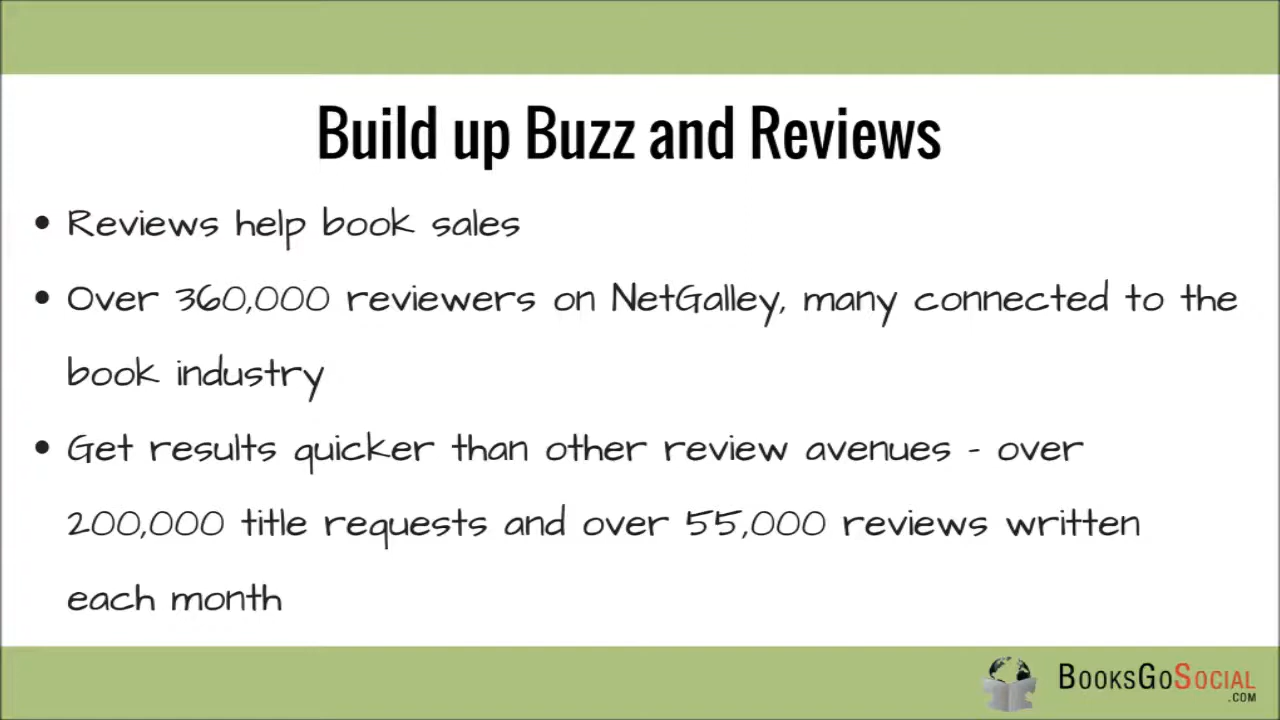 Build up Buzz and Reviews
• Reviews help book sales
• Over 360,000 reviewers on NetGalley, many connected to the
book industry
• Get results quicker than other review avenues - over
200,000 title requests and over 55,000 reviews written
each month
BOOKSGOSOCIAL
.COM